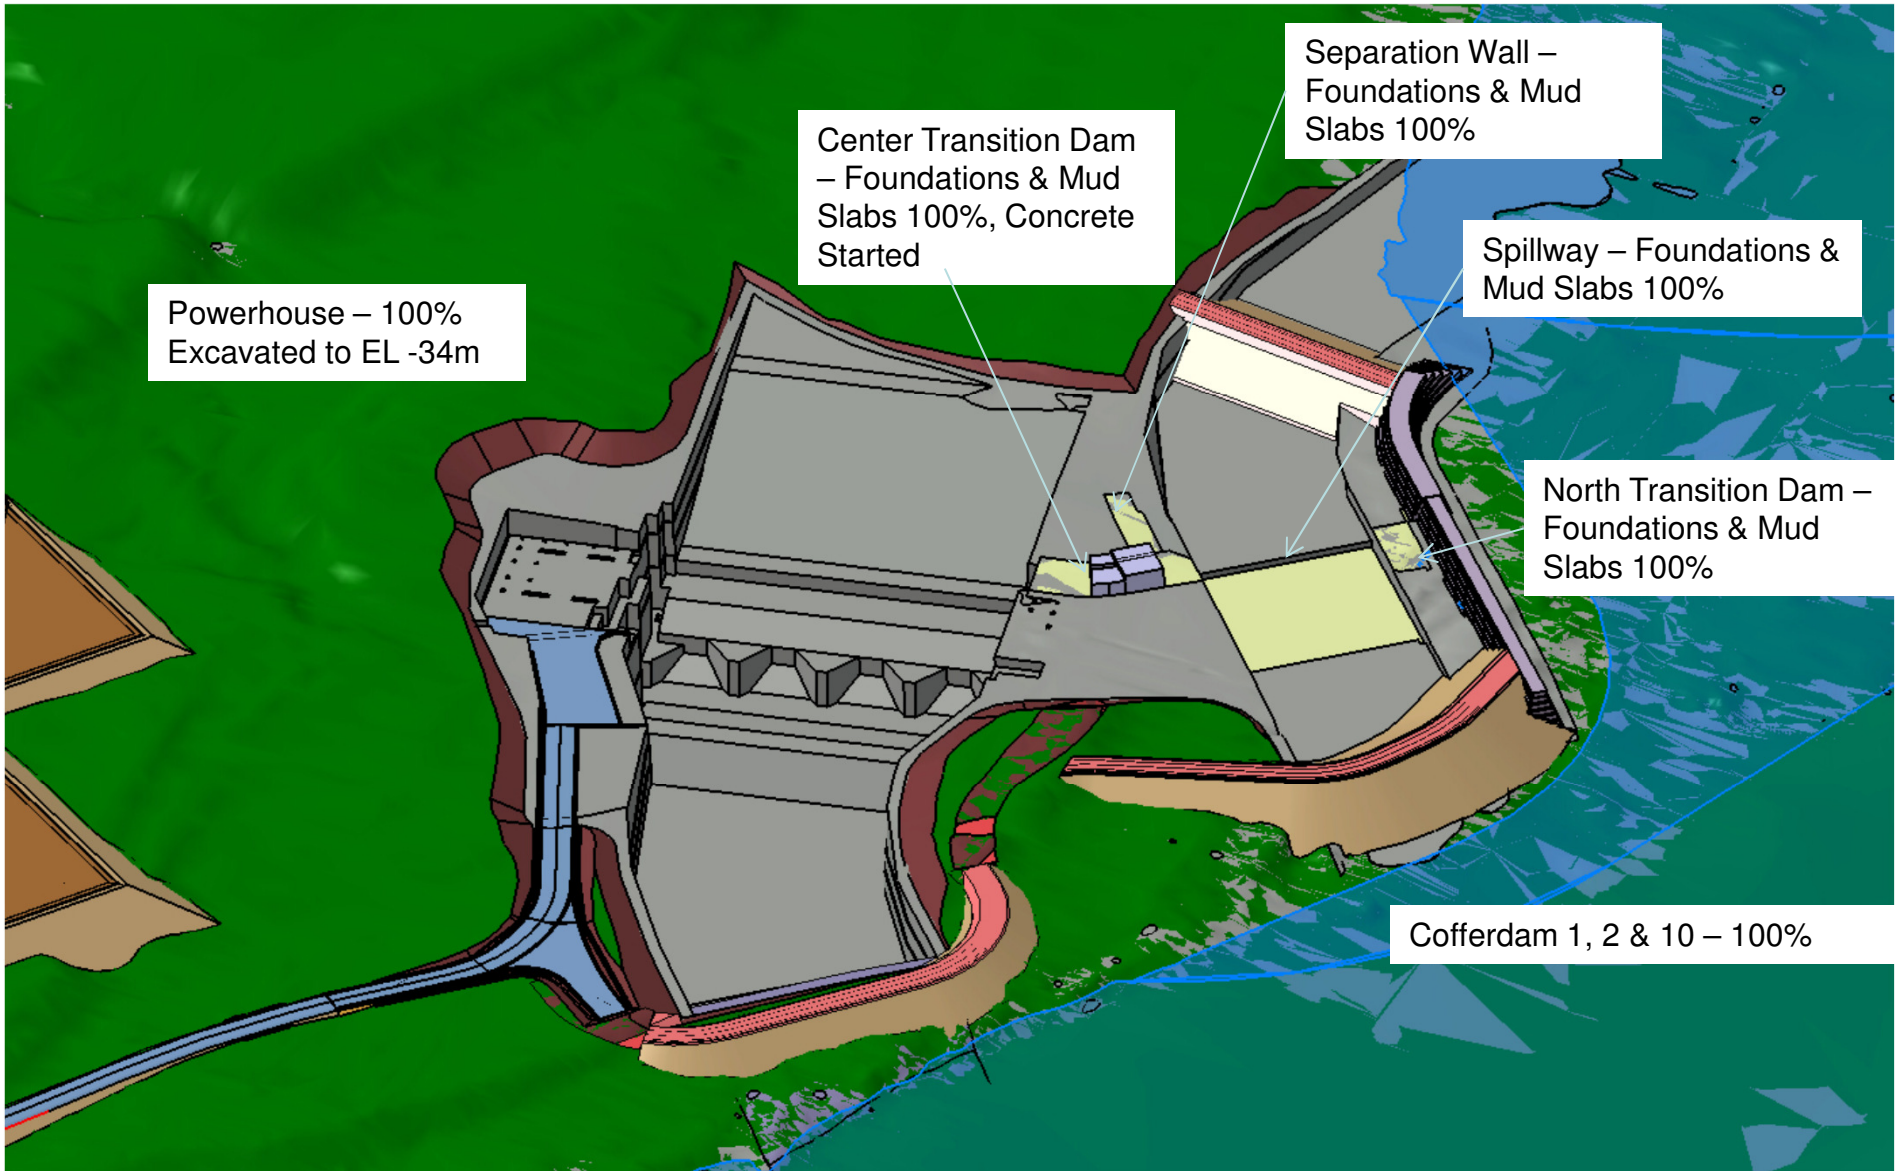 Separation Wall –
Foundations & Mud
Slabs 100%
Center Transition Dam
– Foundations & Mud
Slabs 100%, Concrete
Started
Spillway – Foundations &
Mud Slabs 100%
Powerhouse – 100%
Excavated to EL -34m
North Transition Dam –
Foundations & Mud
Slabs 100%
Cofferdam 1, 2 & 10 – 100%